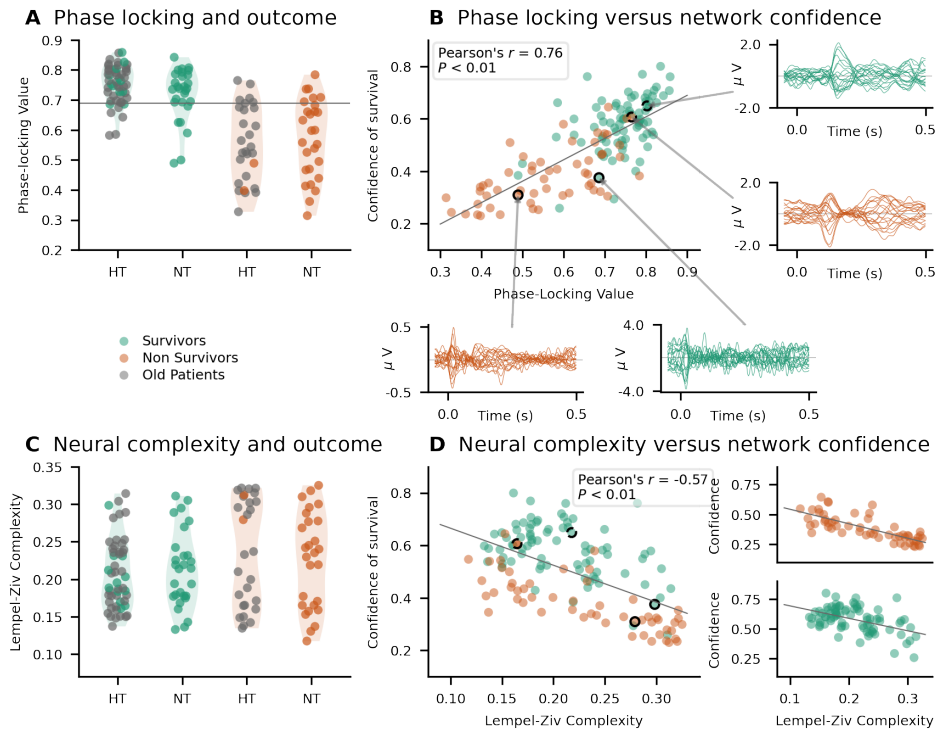 A Phase locking and outcome
Phase-locking Value
0.9
0.8
0.7
0.6
0.5
0.4
0.3
0.2
HT
NT
HT
NT
B Phase locking versus network confidence
Pearson's r = 0.76
P < 0.01
Confidence of survival
0.8
0.6
0.4
0.2
0.3
0.4
0.5
0.6
0.7
0.8
0.9
Phase-Locking Value
μ V
2.0
-2.0
0.0
0.5
Time (s)
μ V
2.0
-2.0
0.0
0.5
Time (s)
Survivors
Non Survivors
Old Patients
μ V
0.5
-0.5
0.0
0.5
Time (s)
μ V
4.0
-4.0
0.0
0.5
Time (s)
C Neural complexity and outcome
Lempel-Ziv Complexity
0.35
0.30
0.25
0.20
0.15
0.10
HT
NT
HT
NT
D Neural complexity versus network confidence
Pearson's r = -0.57
P < 0.01
Confidence of survival
0.8
0.6
0.4
0.2
0.10
0.15
0.20
0.25
0.30
Lempel-Ziv Complexity
Confidence
0.75
0.50
0.25
Confidence
0.75
0.50
0.25
0.1
0.2
0.3
Lempel-Ziv Complexity